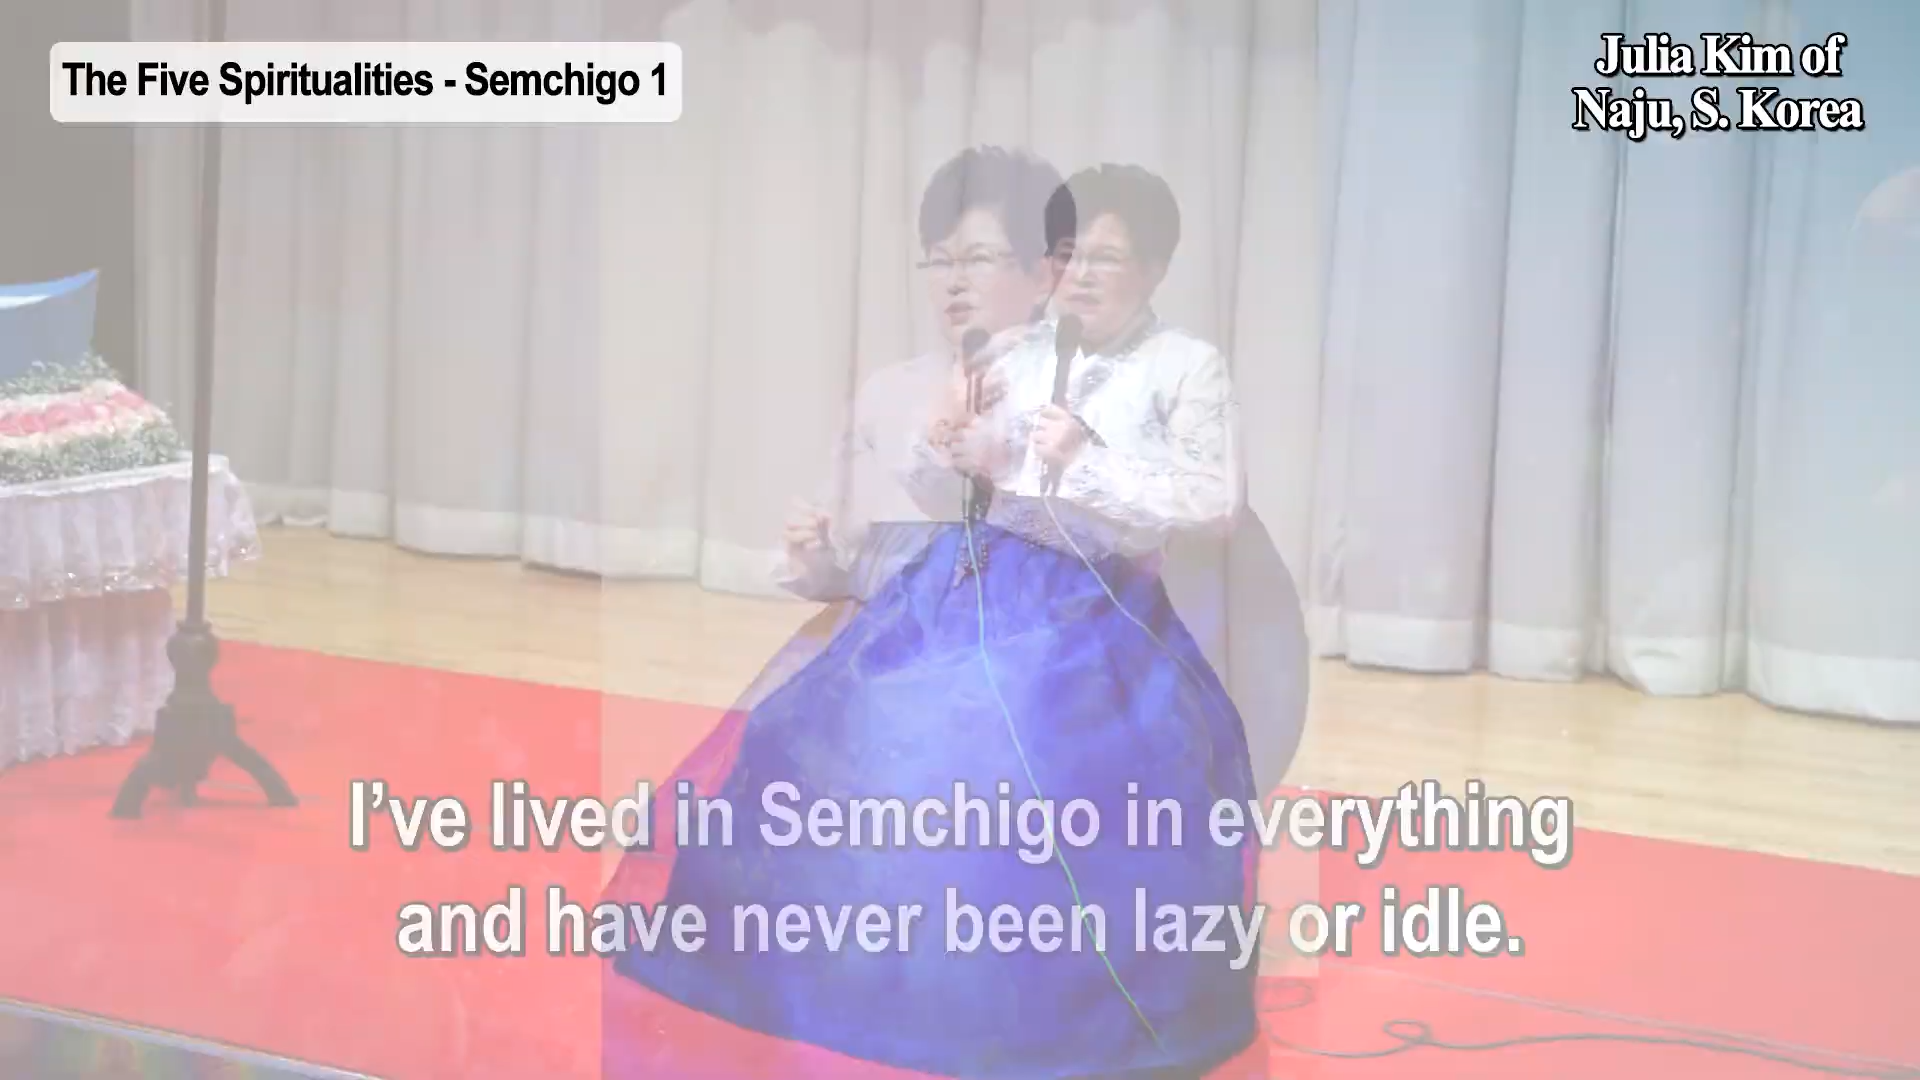 The Five Spiritualities - Semchigo 1
Julia Kim of
Naju, S. Korea
I’ve lived in Semchigo in everything
and have never been lazy or idle.